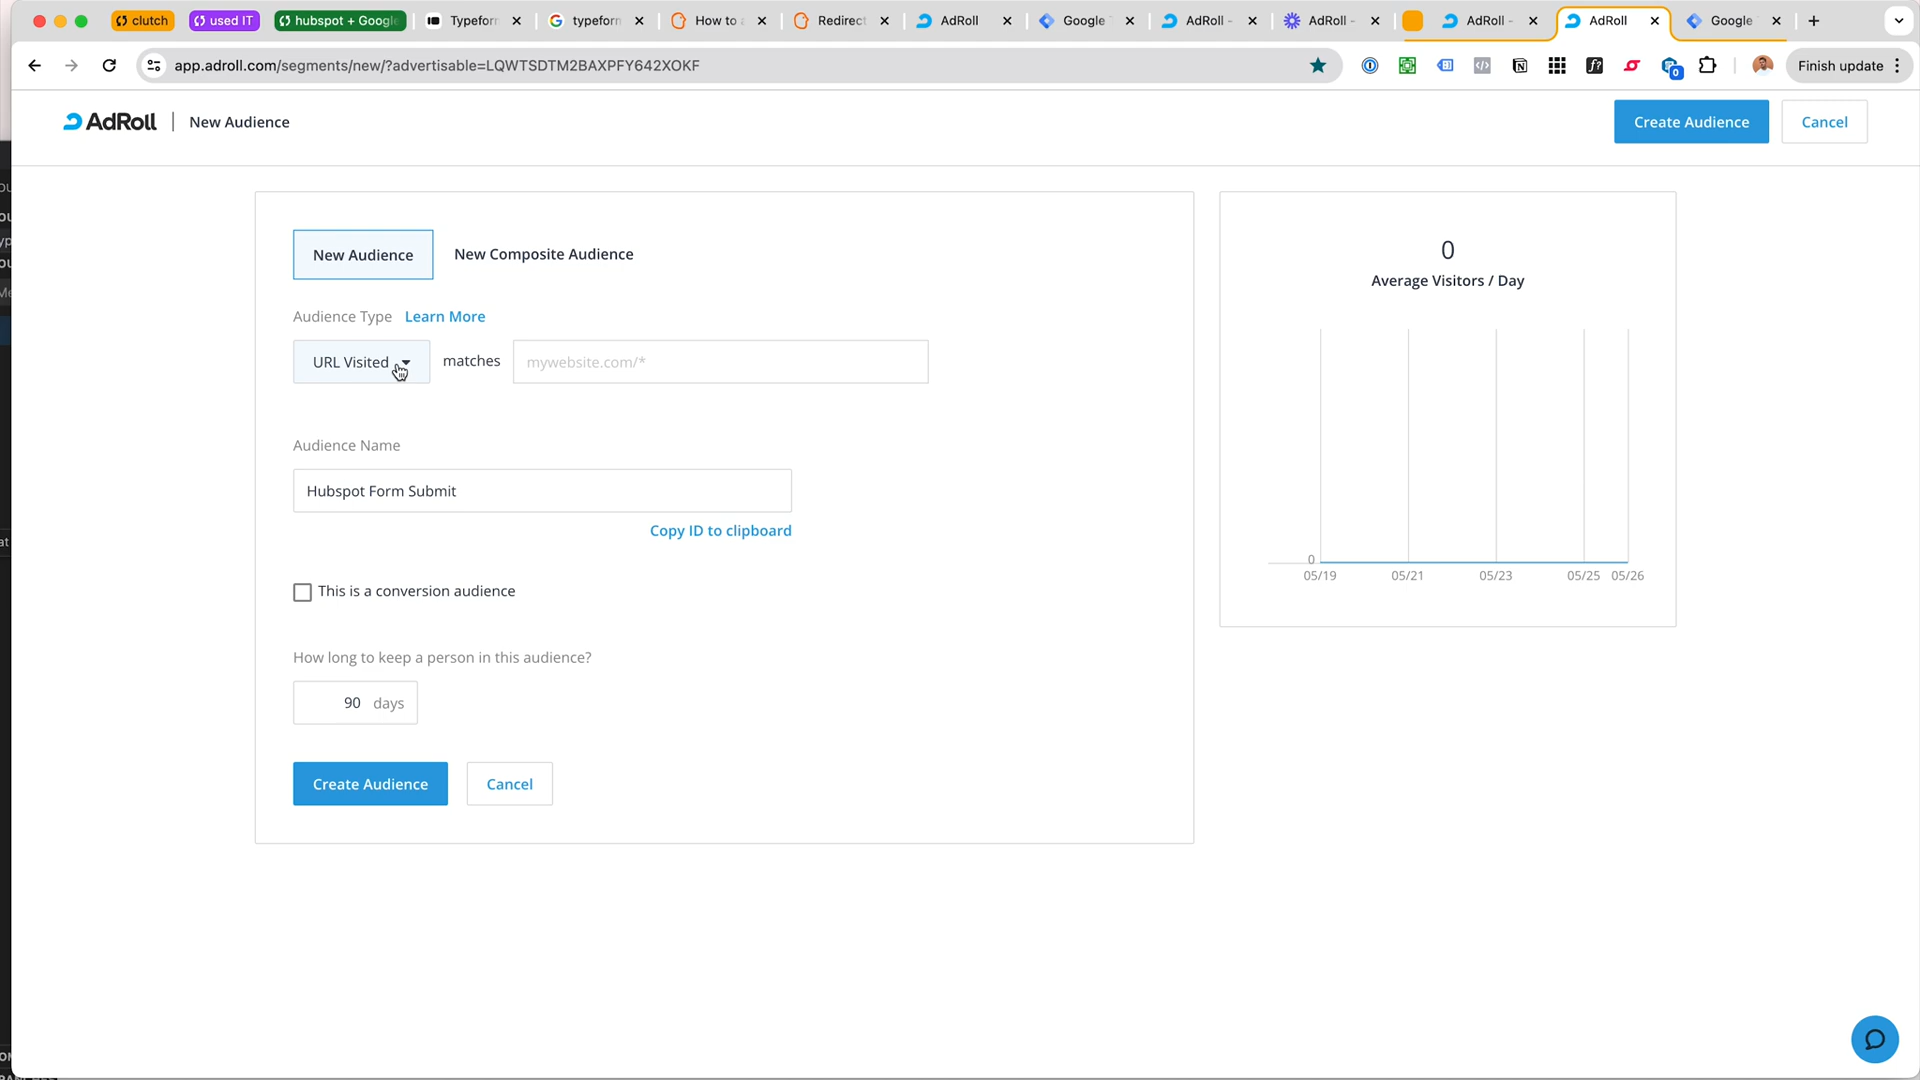 clutch
used IT
hubspot + Google
Typeform
typeform
How to a
Redirect
AdRoll
Google T
AdRoll -
AdRoll -
AdRoll -
AdRoll
Google
app.adroll.com/segments/new/?advertisable=LQWTSDTM2BAXPFY642XOKF
0
Finish update
AdRoll
New Audience
Create Audience
Cancel
New Audience
New Composite Audience
Audience Type
Learn More
URL Visited
matches
mywebsite.com/*
Audience Name
Hubspot Form Submit
Copy ID to clipboard
This is a conversion audience
How long to keep a person in this audience?
90 days
Create Audience
Cancel
0
Average Visitors / Day
0
05/19
05/21
05/23
05/25
05/26